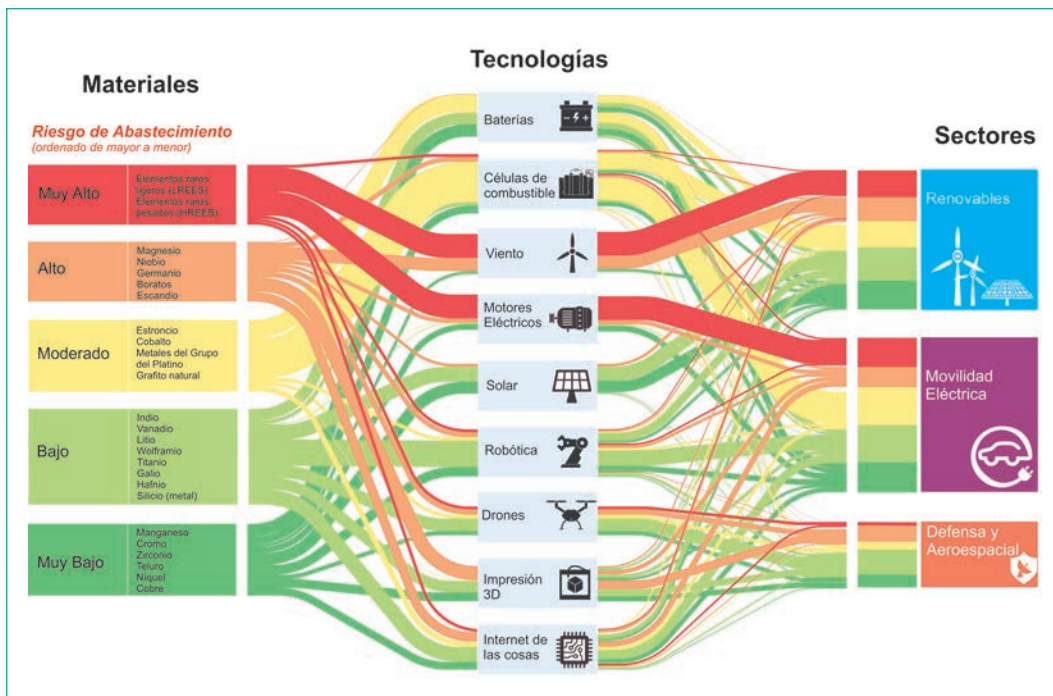 Materiales
Riesgo de Abastecimiento
(ordenado de mayor a menor)
Muy Alto
Elementos raros
ligeros (LREES)
Elementos raros
pesados (HREES)
Alto
Magnesio
Niobio
Germanio
Boratos
Escandio
Moderado
Estroncio
Cobalto
Metales del Grupo
del Platino
Grafito natural
Bajo
Indio
Vanadio
Litio
Wolframio
Titanio
Galio
Hafnio
Silicio (metal)
Muy Bajo
Manganeso
Cromo
Zirconio
Teluro
Níquel
Cobre
Tecnologías
Baterías
Células de
combustible
Viento
Motores
Eléctricos
Solar
Robótica
Drones
Impresión
3D
Internet de
las cosas
Sectores
Renovables
Movilidad
Eléctrica
Defensa y
Aeroespacial